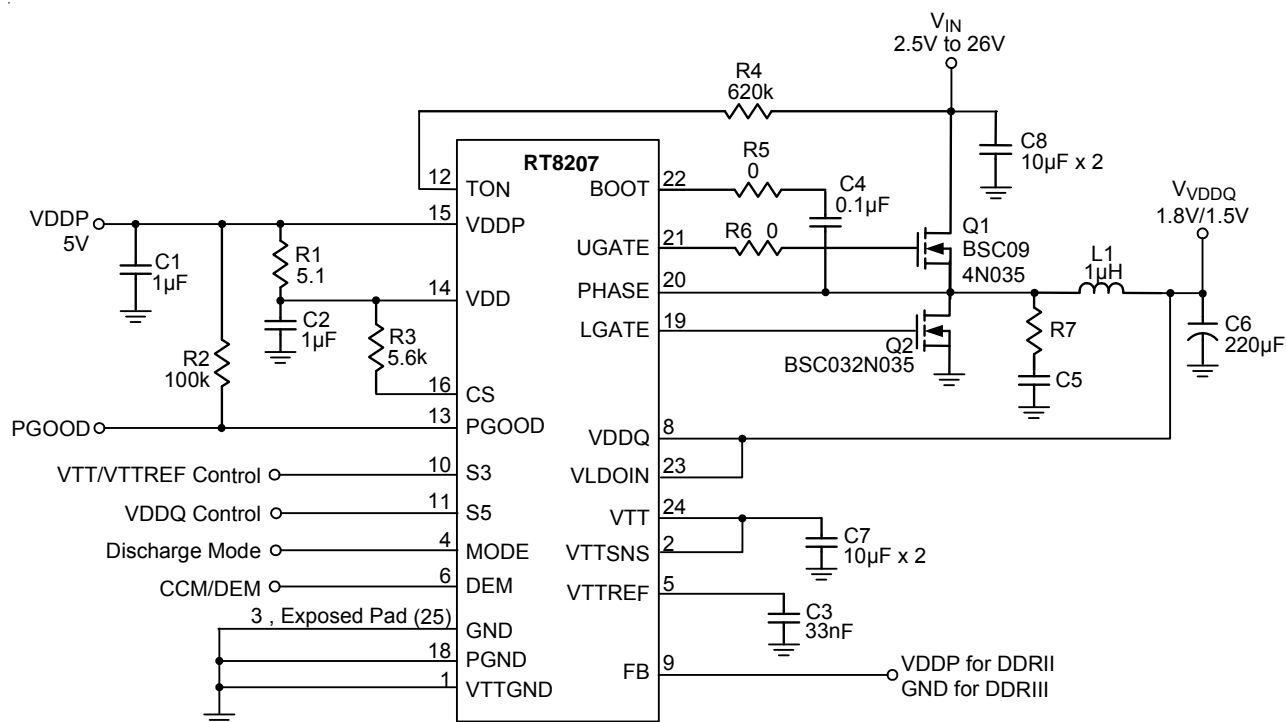 VIN
2.5V to 26V
R4
620k
C8
10µF x 2
RT8207
R5
0
12
TON
BOOT
22
C4
0.1µF
VVDDQ
1.8V/1.5V
VDDP
5V
15
VDDP
R1
5.1
C1
1µF
UGATE
21
R6 0
Q1
BSC09
4N035
L1
1µH
14
VDD
PHASE
20
C2
1µF
R3
5.6k
LGATE
19
Q2
BSC032N035
R7
C6
220µF
C5
R2
100k
16
CS
PGOOD
13
PGOOD
VDDQ
8
VTT/VTTREF Control
10
S3
VLDOIN
23
VDDQ Control
11
S5
VTT
24
C7
10µF x 2
Discharge Mode
4
MODE
VTTSNS
2
CCM/DEM
6
DEM
VTTREF
5
C3
33nF
3 , Exposed Pad (25)
GND
18
PGND
FB
9
VDDP for DDRII
GND for DDRIII
1
VTTGND